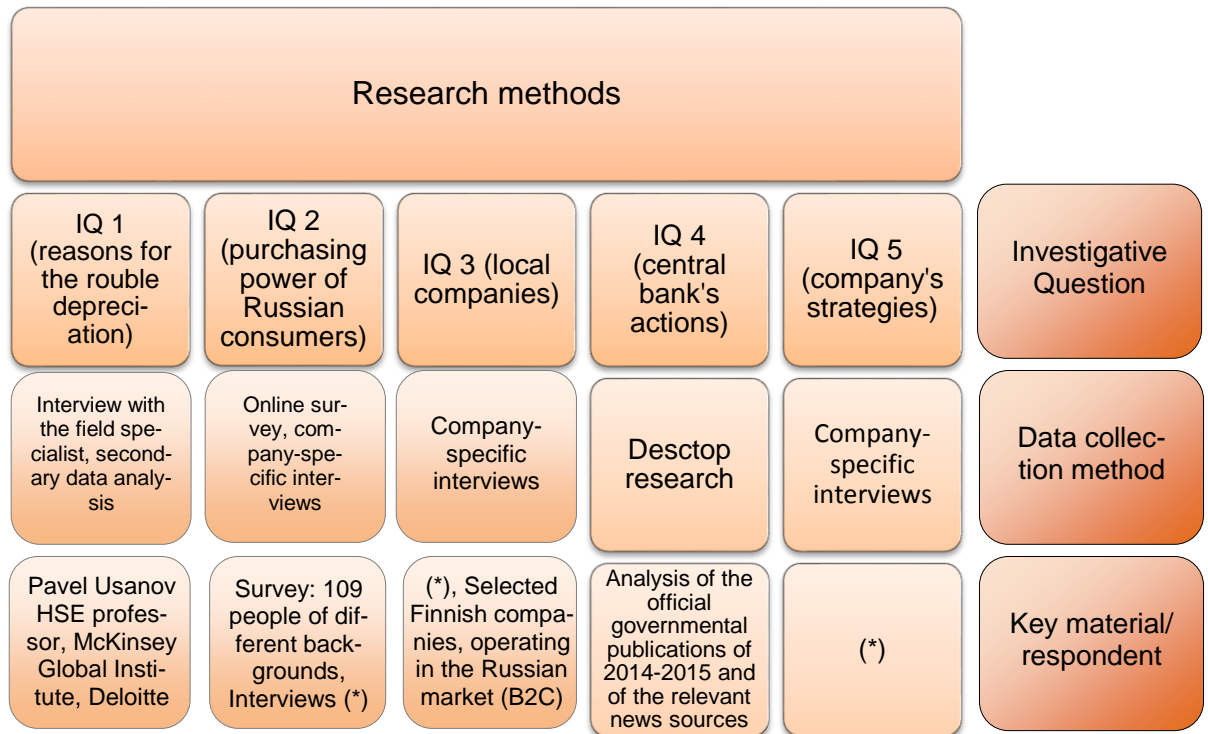 Research methods
IQ 1
(reasons for
the rouble
depreci-
ation)
IQ 2
(purchasing
power of
Russian
consumers)
IQ 3 (local
companies)
IQ 4
(central
bank's
actions)
IQ 5
(company's
strategies)
Investigative
Question
Interview with
the field spe-
cialist, second-
ary data analy-
sis
Online sur-
vey, com-
pany-spe-
cific inter-
views
Company-
specific
interviews
Desctop
research
Company-
specific
interviews
Data collec-
tion method
Pavel Usanov
HSE profes-
sor, McKinsey
Global Insti-
tute, Deloitte
Survey: 109
people of dif-
ferent back-
grounds,
Interviews (*)
(*), Selected
Finnish compa-
nies, operating
in the Russian
market (B2C)
Analysis of the
official
governmental
publications of
2014-2015 and
of the relevant
news sources
(*)
Key material/
respondent